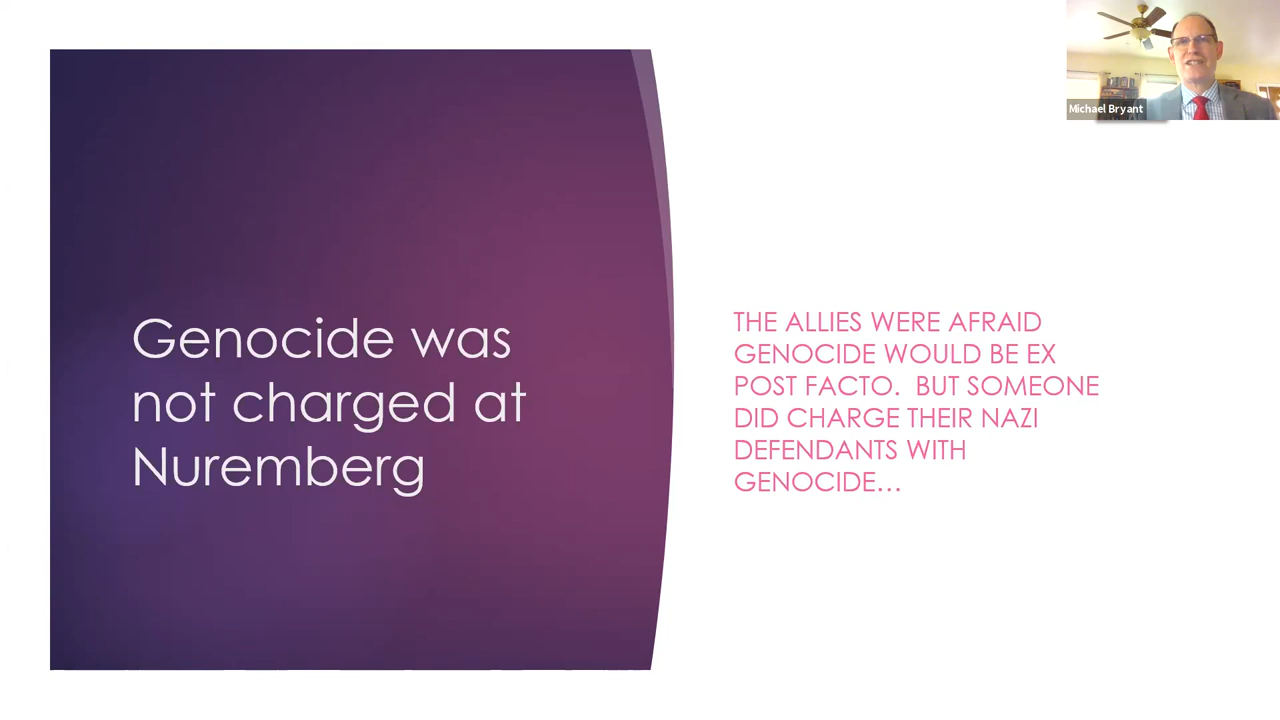 Michael Bryant
Genocide was
not charged at
Nuremberg
THE ALLIES WERE AFRAID
GENOCIDE WOULD BE EX
POST FACTO.  BUT SOMEONE
DID CHARGE THEIR NAZI
DEFENDANTS WITH
GENOCIDE…